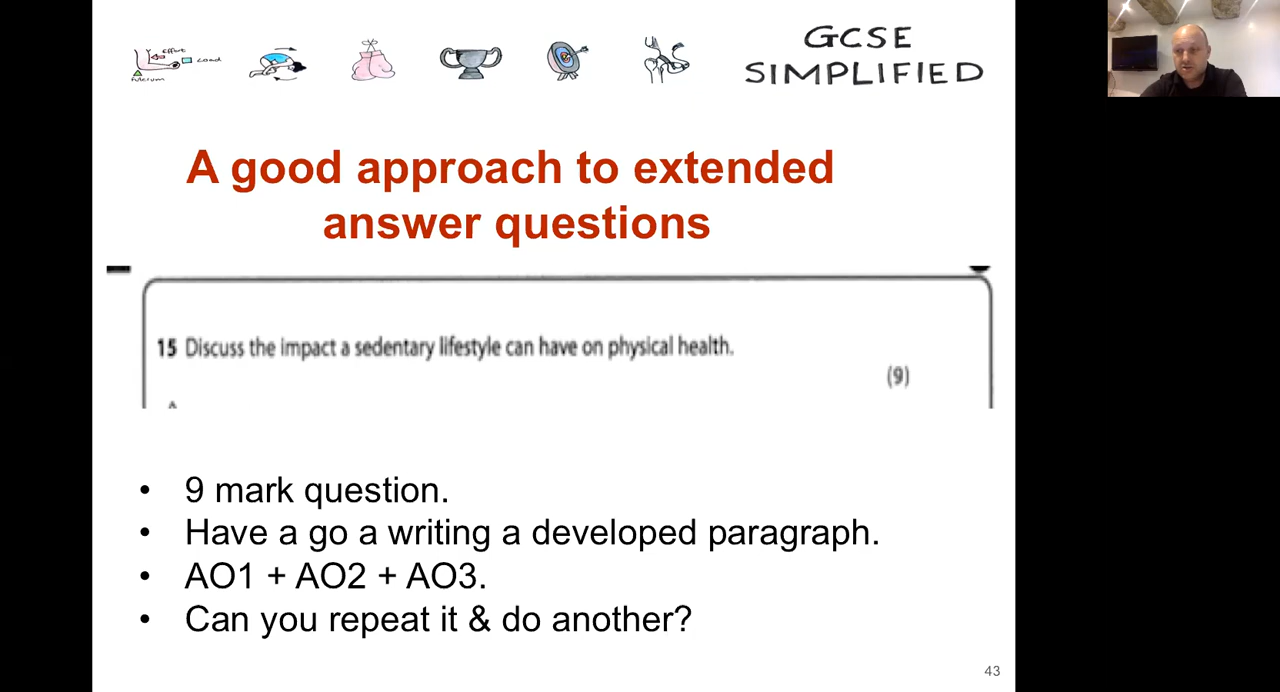 Effort
Load
Fulcrum
GCSE
SIMPLIFIED
A good approach to extended
answer questions
15 Discuss the impact a sedentary lifestyle can have on physical health.
(9)
• 9 mark question.
• Have a go a writing a developed paragraph.
• AO1 + AO2 + AO3.
• Can you repeat it & do another?
43